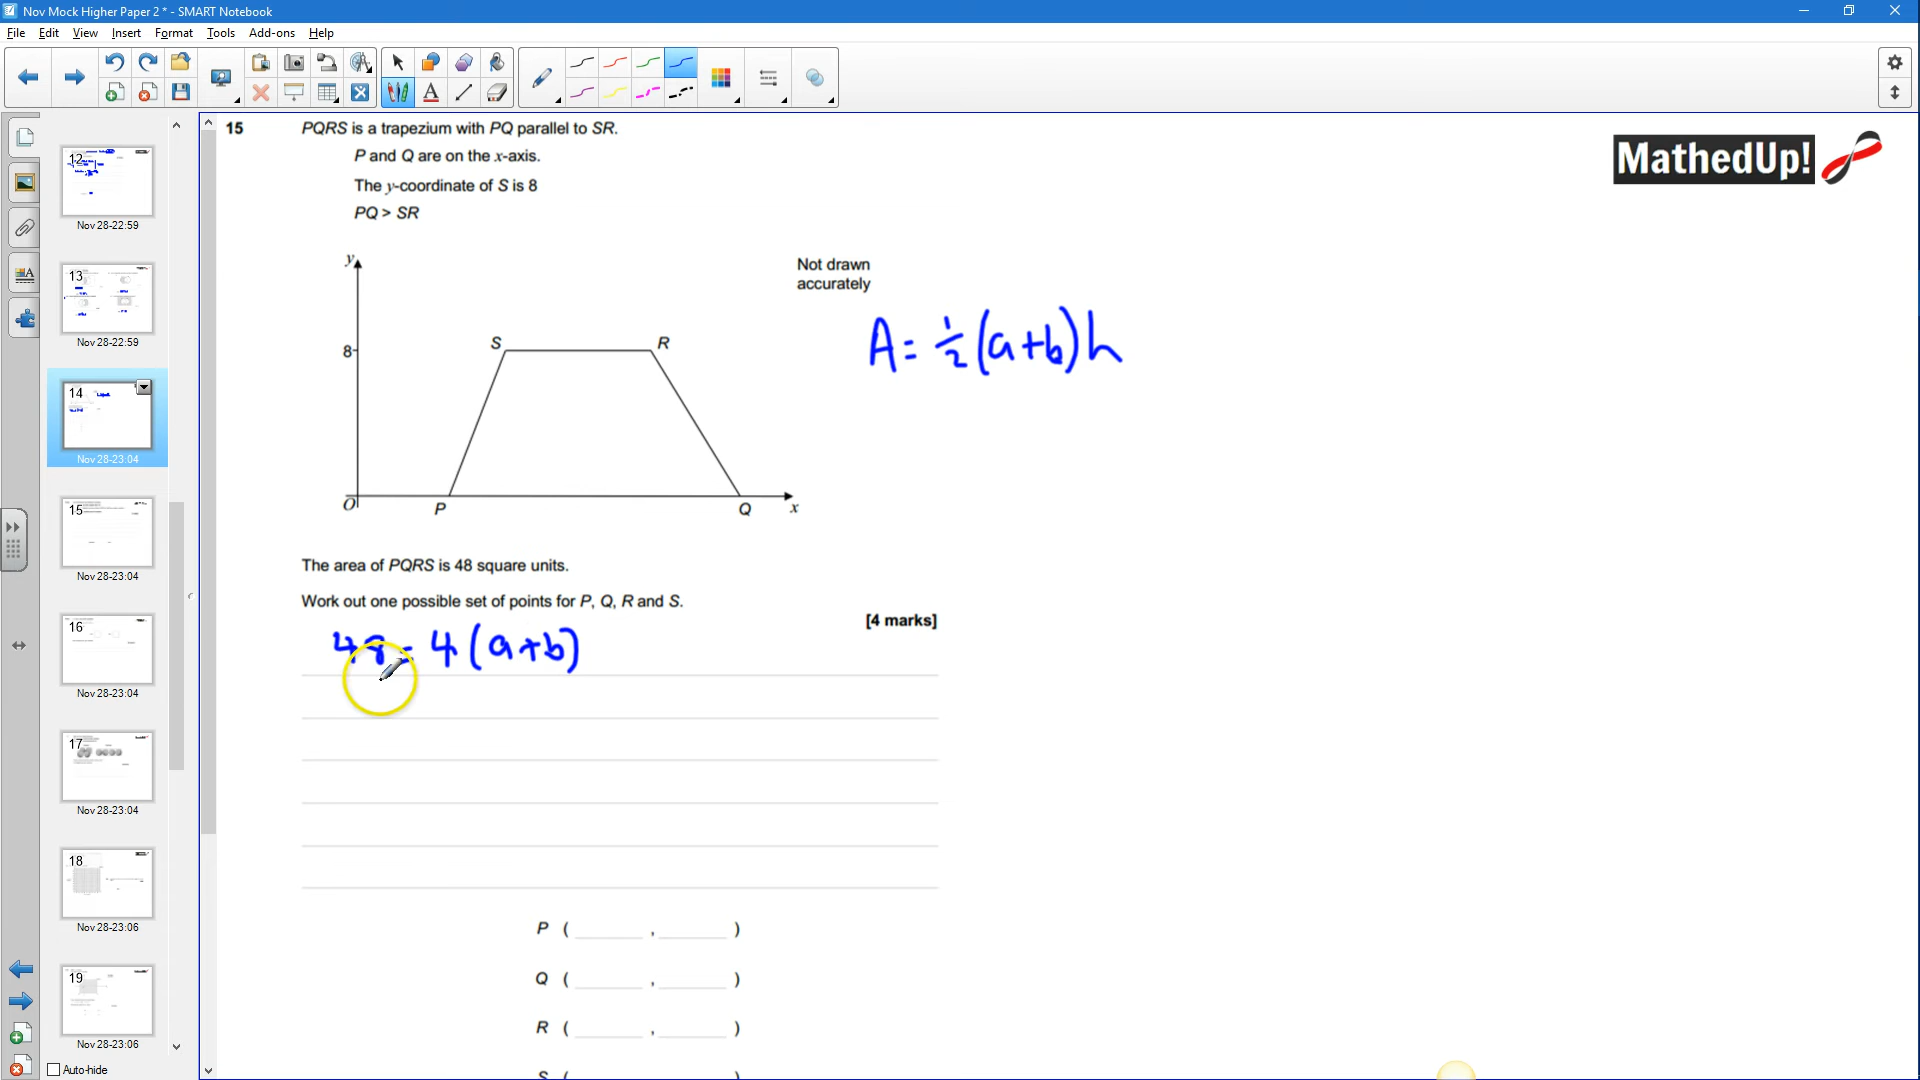 Nov Mock Higher Paper 2 * - SMART Notebook
File Edit View Insert Format Tools Add-ons Help
12
Nov 28-22:59
13
Nov 28-22:59
14
Nov 28-23:04
15
Nov 28-23:04
16
Nov 28-23:04
17
Nov 28-23:04
18
Nov 28-23:06
19
Nov 28-23:06
Auto-hide
15 PQRS is a trapezium with PQ parallel to SR.
P and Q are on the x-axis.
The y-coordinate of S is 8
PQ > SR
MathedUp!
y
Not drawn
accurately
A = ½(a+b)h
S R
8
O P Q x
The area of PQRS is 48 square units.
Work out one possible set of points for P, Q, R and S.
[4 marks]
48 = 4(a+b)
P ( , )
Q ( , )
R ( , )
S ( , )